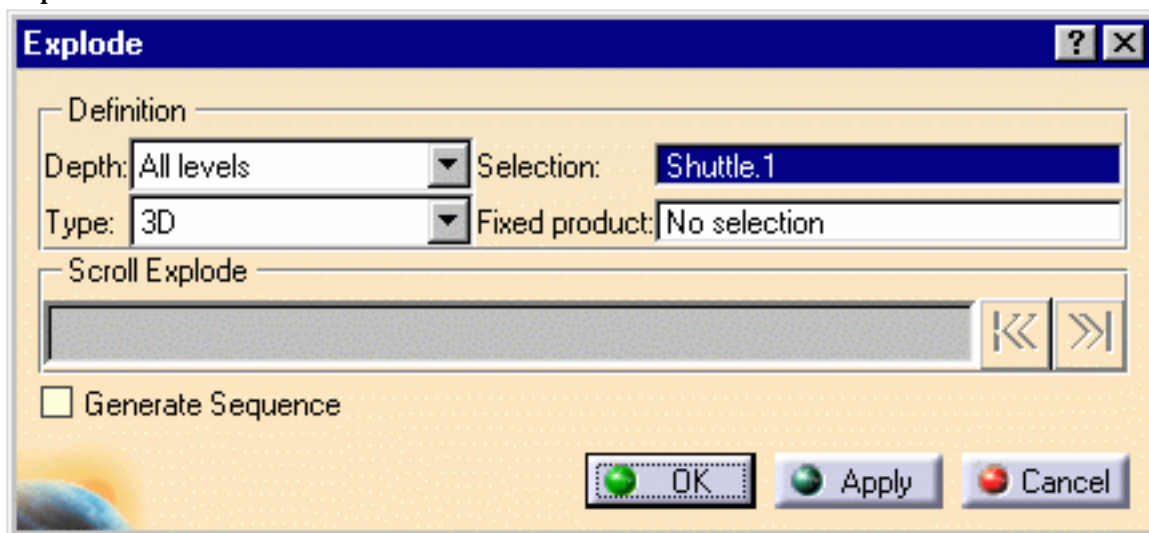 Explode
Definition
Depth: All levels Selection: Shuttle.1
Type: 3D Fixed product: No selection
Scroll Explode
Generate Sequence
OK Apply Cancel